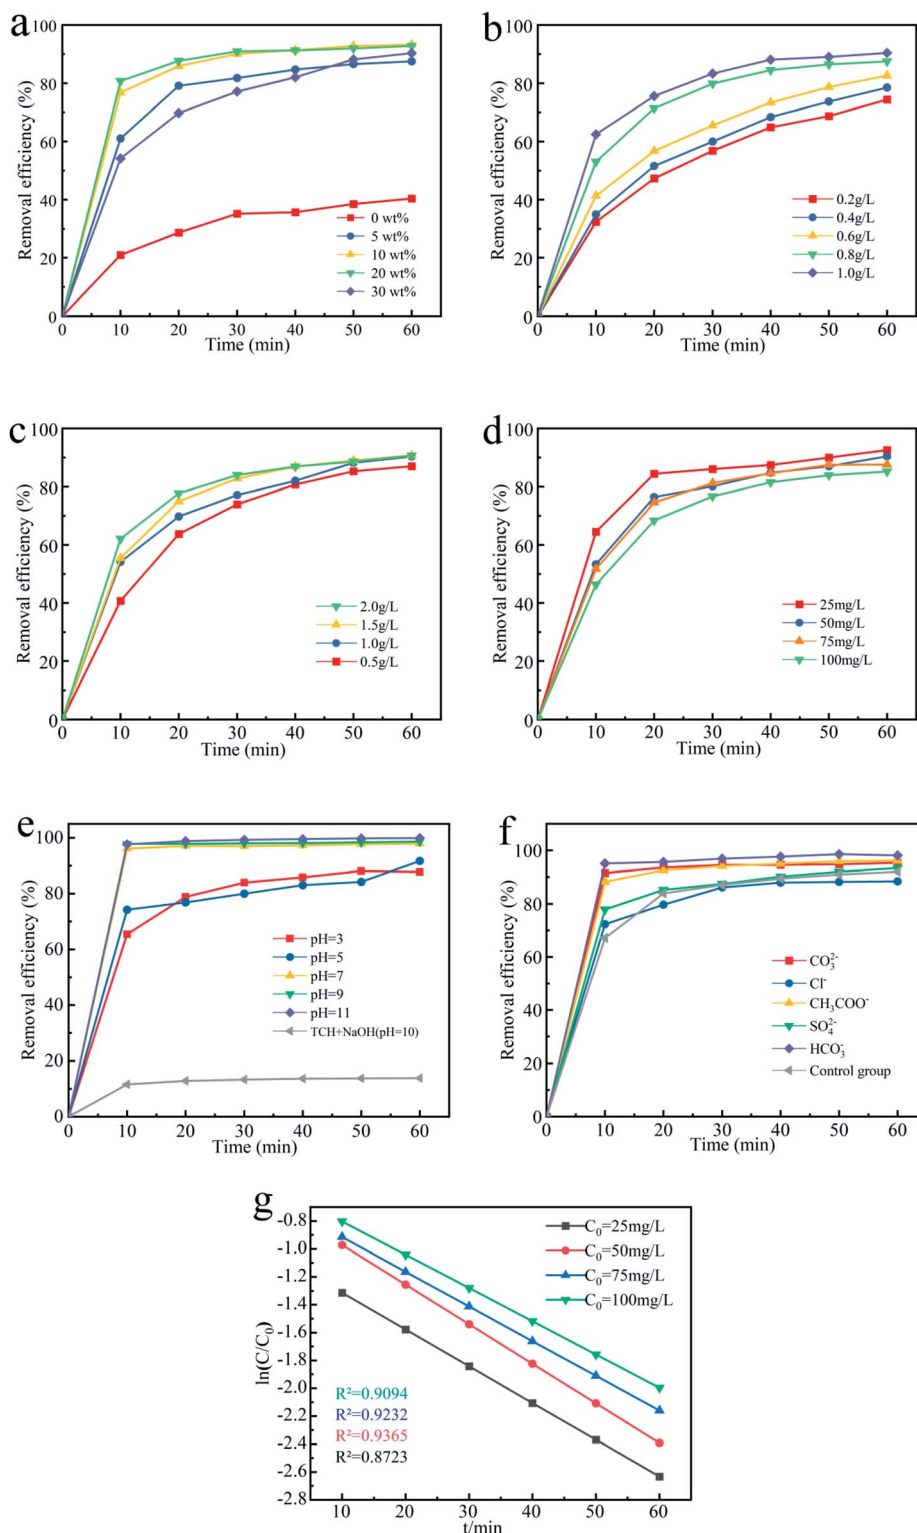 a
Removal efficiency (%)
100
80
60
40
20
0
0 wt%
5 wt%
10 wt%
20 wt%
30 wt%
0 10 20 30 40 50 60
Time (min)
b
Removal efficiency (%)
100
80
60
40
20
0
0.2g/L
0.4g/L
0.6g/L
0.8g/L
1.0g/L
0 10 20 30 40 50 60
Time (min)
c
Removal efficiency (%)
100
80
60
40
20
0
2.0g/L
1.5g/L
1.0g/L
0.5g/L
0 10 20 30 40 50 60
Time (min)
d
Removal efficiency (%)
100
80
60
40
20
0
25mg/L
50mg/L
75mg/L
100mg/L
0 10 20 30 40 50 60
Time (min)
e
Removal efficiency (%)
100
80
60
40
20
0
pH=3
pH=5
pH=7
pH=9
pH=11
TCH+NaOH(pH=10)
0 10 20 30 40 50 60
Time (min)
f
Removal efficiency (%)
100
80
60
40
20
0
CO₃²⁻
Cl⁻
CH₃COO⁻
SO₄²⁻
HCO₃⁻
Control group
0 10 20 30 40 50 60
Time (min)
g
ln(C/C₀)
-0.8
-1.0
-1.2
-1.4
-1.6
-1.8
-2.0
-2.2
-2.4
-2.6
-2.8
C₀=25mg/L
C₀=50mg/L
C₀=75mg/L
C₀=100mg/L
R²=0.9094
R²=0.9232
R²=0.9365
R²=0.8723
10 20 30 40 50 60
t/min